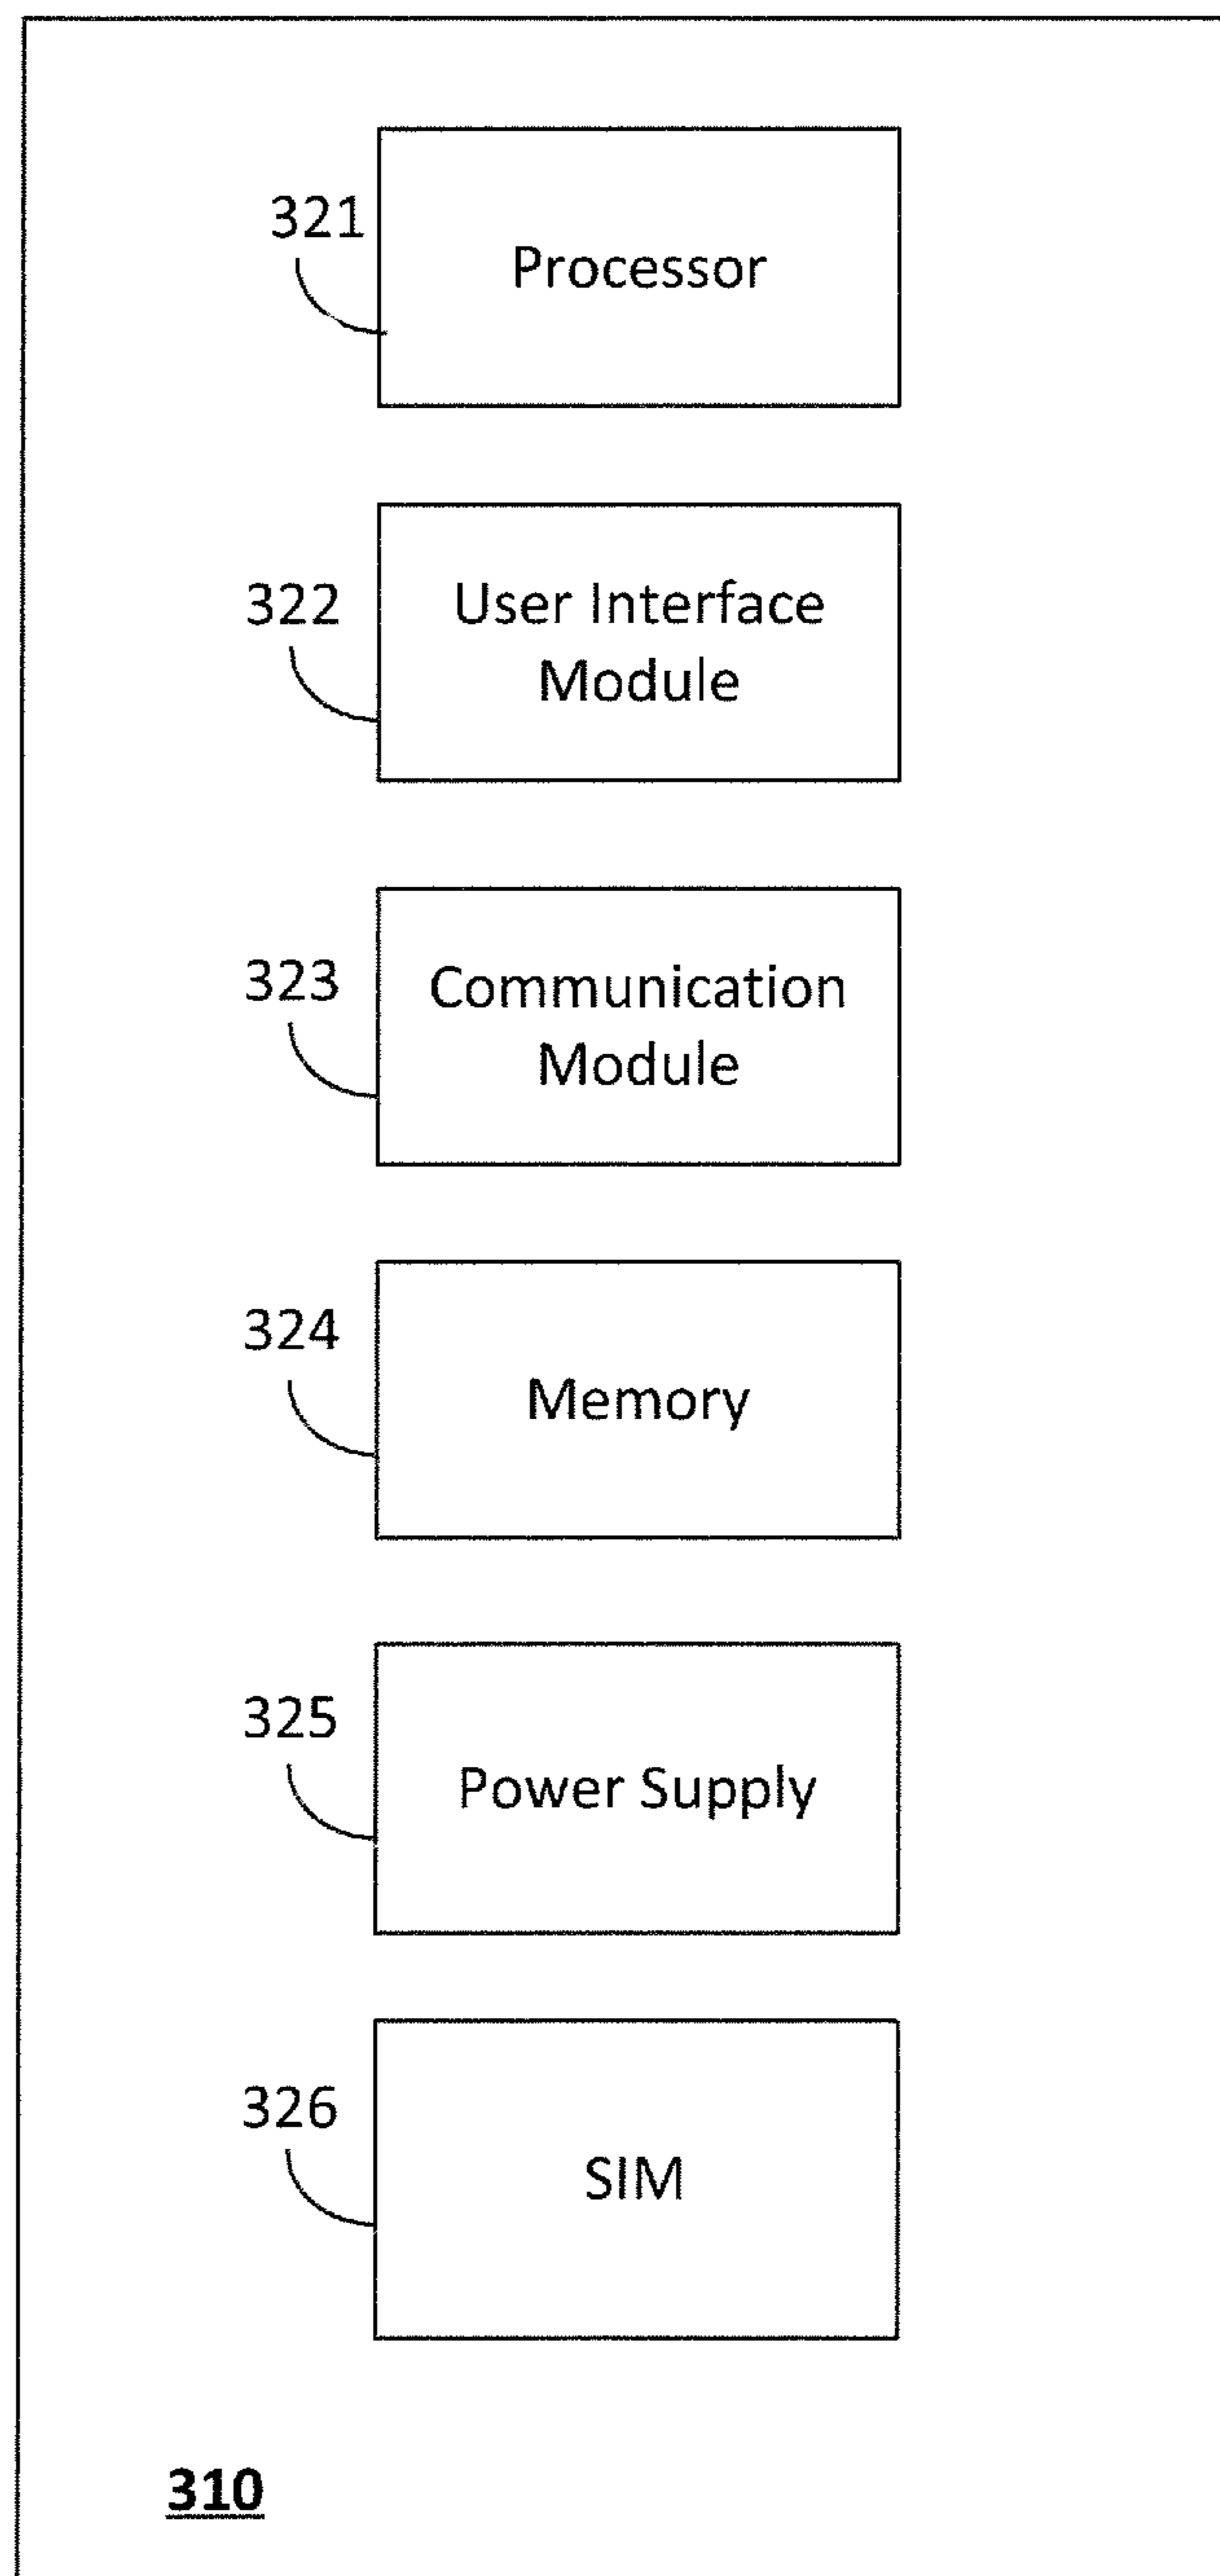 321
Processor
322
User Interface
Module
323
Communication
Module
324
Memory
325
Power Supply
326
SIM
310